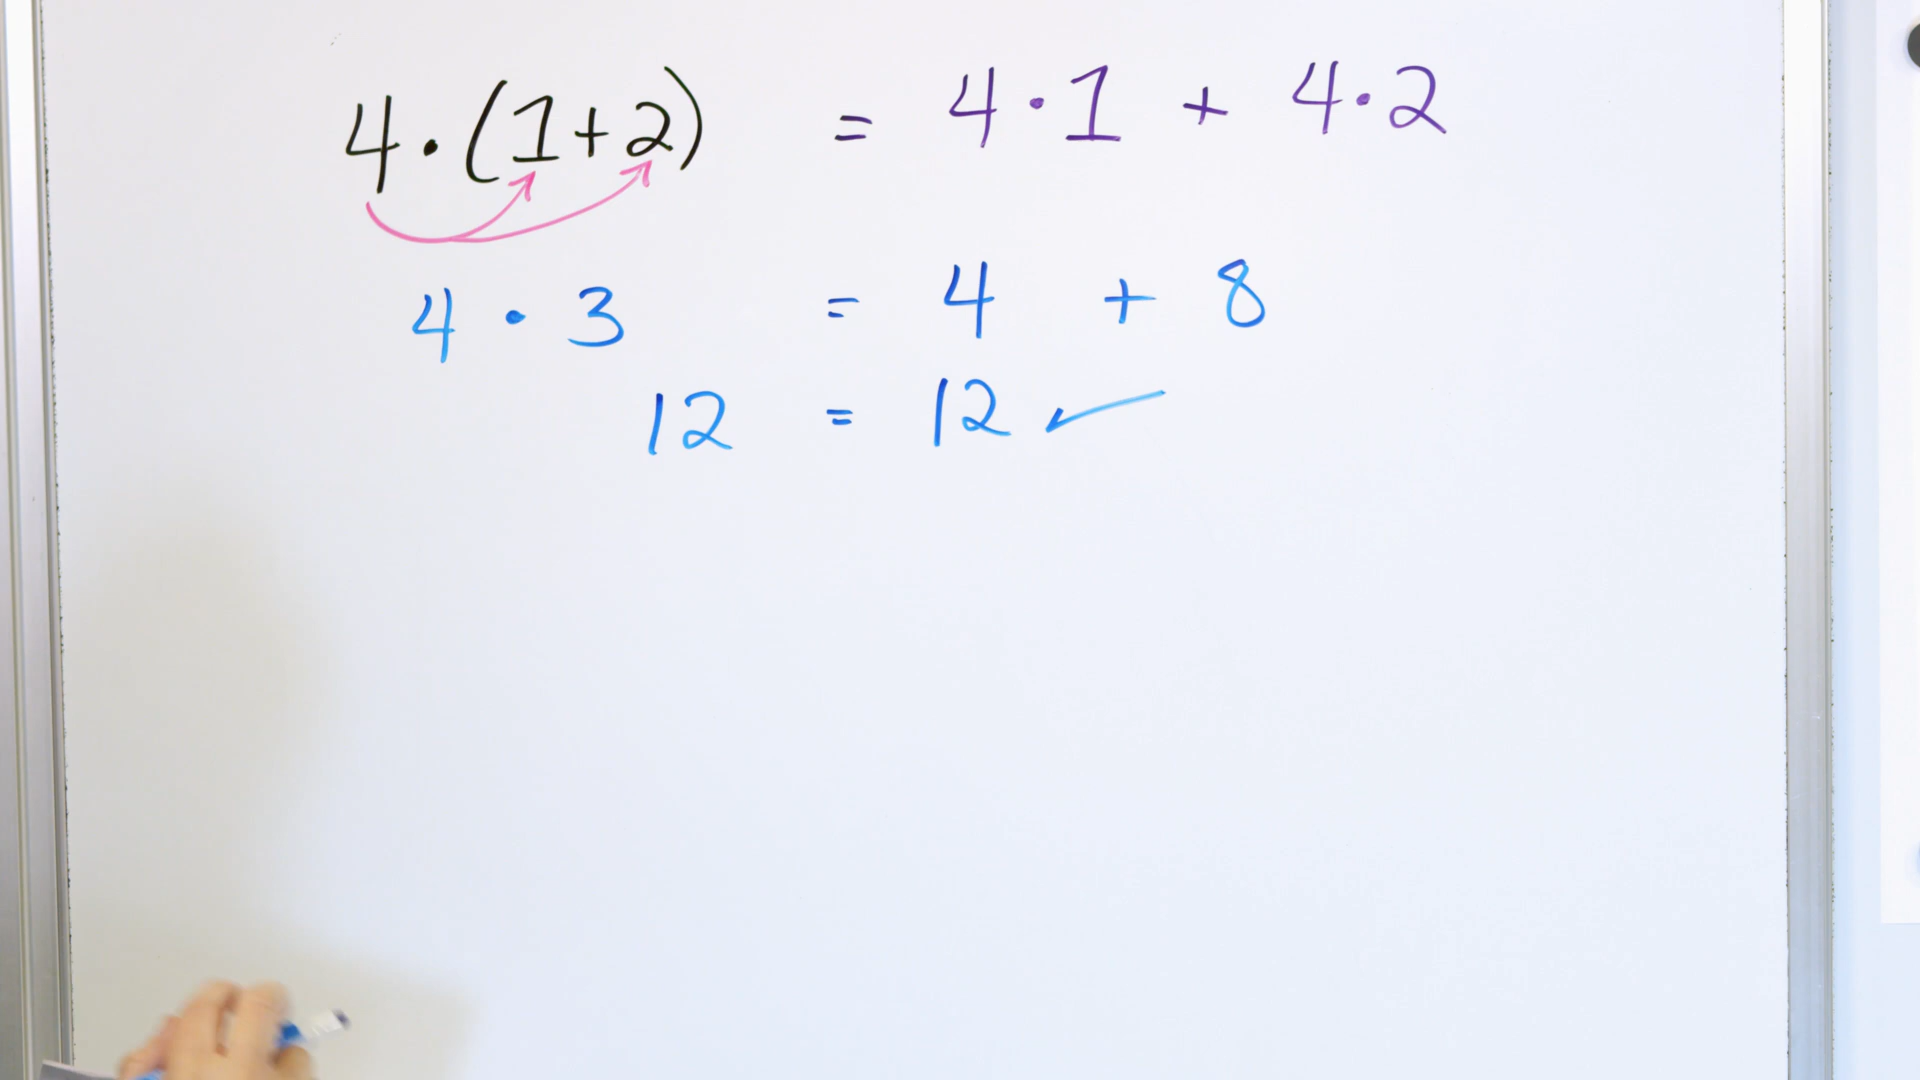 4 · (1+2) = 4 · 1 + 4 · 2
4 · 3 = 4 + 8
12 = 12 ✓